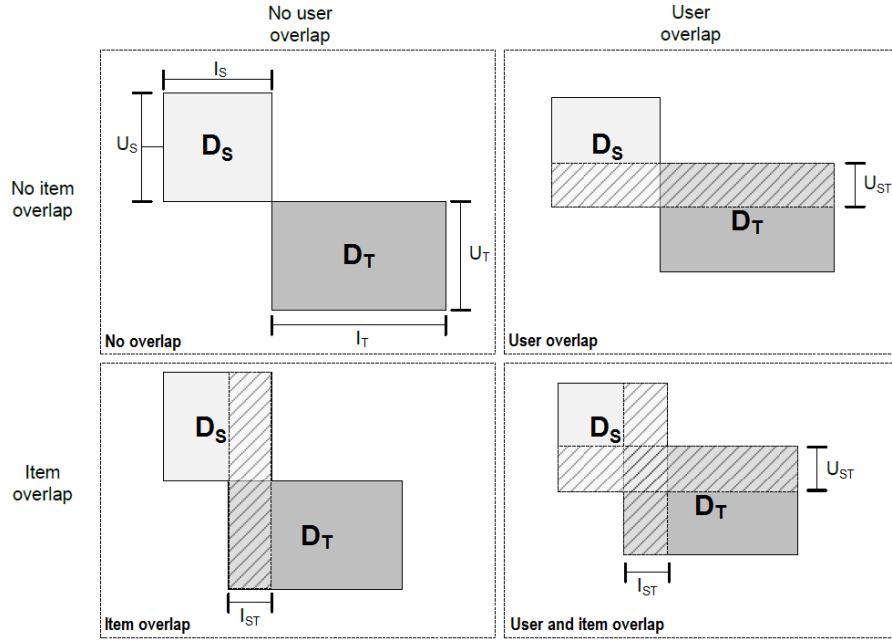 No user
overlap
User
overlap
No item
overlap
I_S
U_S
D_S
D_T
U_T
I_T
No overlap
D_S
U_ST
D_T
User overlap
Item
overlap
D_S
D_T
I_ST
Item overlap
D_S
U_ST
D_T
I_ST
User and item overlap